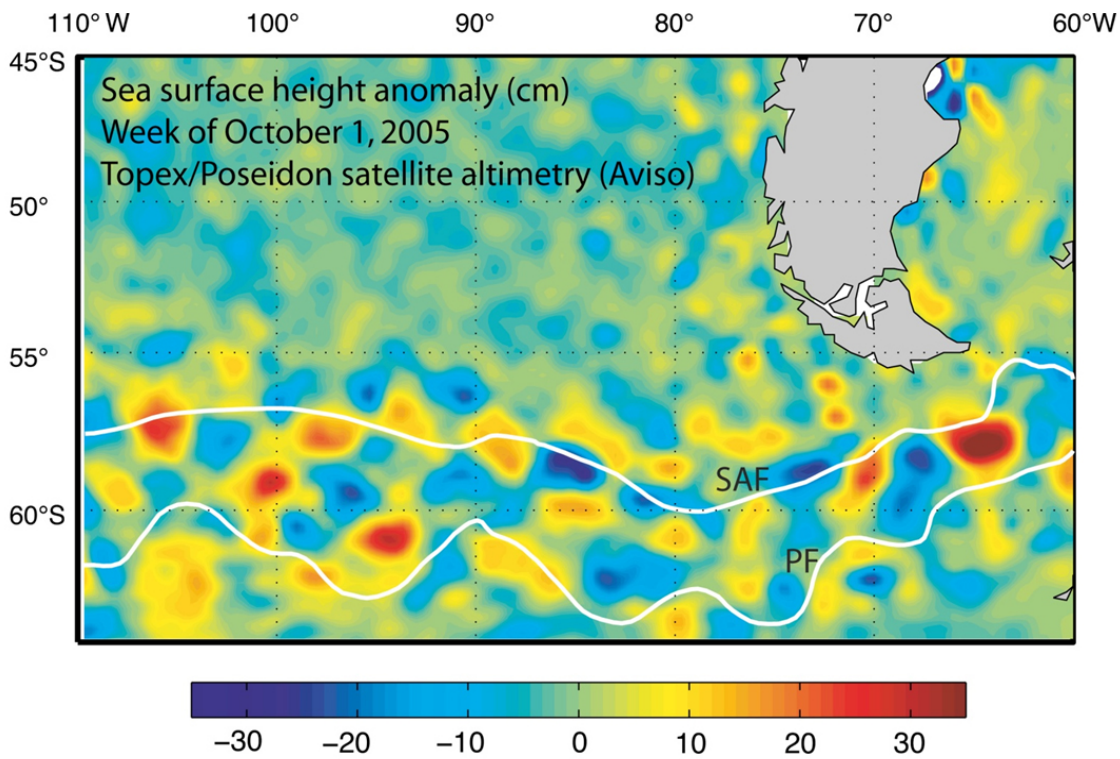 110° W 100° 90° 80° 70° 60°W
45°S
Sea surface height anomaly (cm)
Week of October 1, 2005
Topex/Poseidon satellite altimetry (Aviso)
50°
55°
SAF
60°S
PF
−30 −20 −10 0 10 20 30